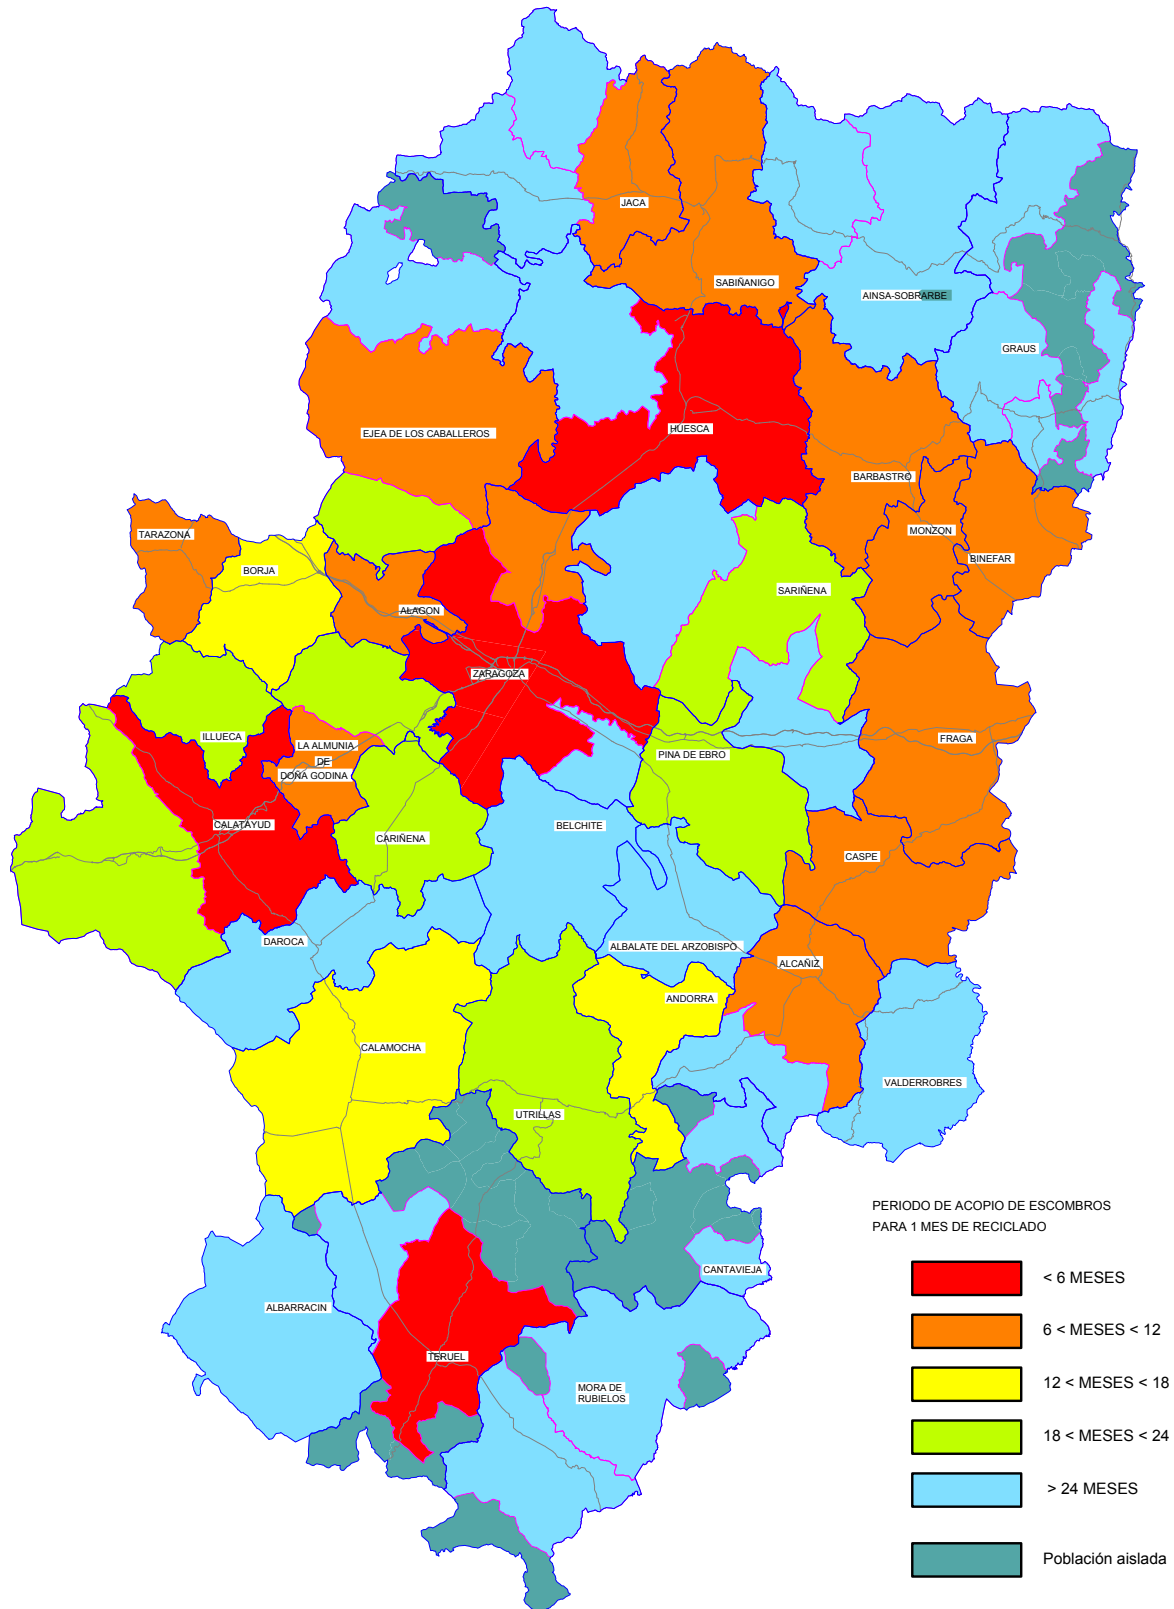 JACA
SABIÑANIGO
AINSA-SOBRARBE
GRAUS
HUESCA
EJEA DE LOS CABALLEROS
BARBASTRO
TARAZONA
MONZON
BINEFAR
BORJA
SARIÑENA
ALAGON
ZARAGOZA
ILLUECA
LA ALMUNIA
DE
DOÑA GODINA
PINA DE EBRO
FRAGA
CALATAYUD
BELCHITE
CARIÑENA
CASPE
DAROCA
ALBALATE DEL ARZOBISPO
ALCAÑIZ
ANDORRA
CALAMOCHA
VALDERROBRES
UTRILLAS
CANTAVIEJA
ALBARRACIN
TERUEL
MORA DE
RUBIELOS
PERIODO DE ACOPIO DE ESCOMBROS
PARA 1 MES DE RECICLADO
< 6 MESES
6 < MESES < 12
12 < MESES < 18
18 < MESES < 24
> 24 MESES
Población aislada